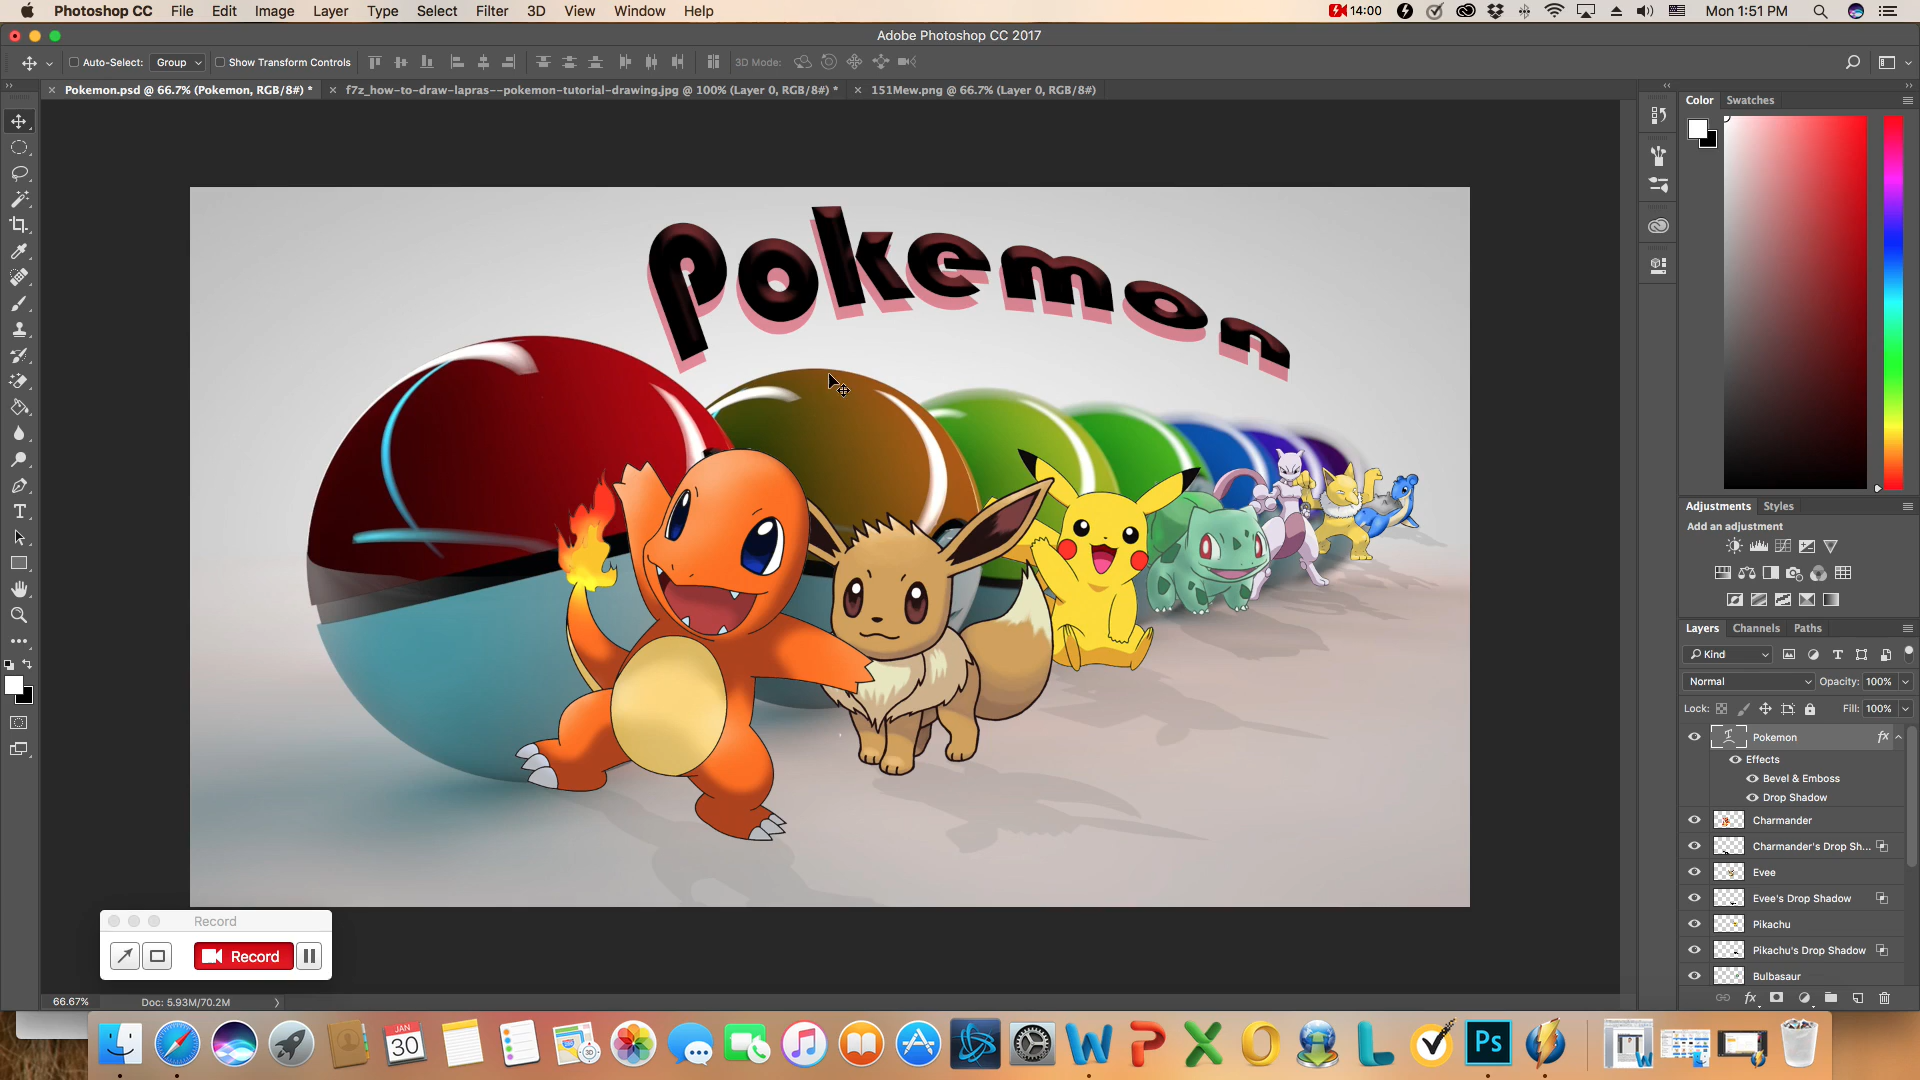 Photoshop CC File Edit Image Layer Type Select Filter 3D View Window Help 14:00 Mon 1:51 PM
Adobe Photoshop CC 2017
Auto-Select: Group Show Transform Controls 3D Mode:
Pokemon.psd @ 66.7% (Pokemon, RGB/8#) * f7z_how-to-draw-lapras--pokemon-tutorial-drawing.jpg @ 100% (Layer 0, RGB/8#) * 151Mew.png @ 66.7% (Layer 0, RGB/8#)
Color Swatches
Pokemon
Adjustments Styles
Add an adjustment
Layers Channels Paths
Kind
Normal Opacity: 100%
Lock: Fill: 100%
Pokemon fx
Effects
Bevel & Emboss
Drop Shadow
Charmander
Charmander's Drop Sh...
Evee
Evee's Drop Shadow
Pikachu
Pikachu's Drop Shadow
Bulbasaur
fx
Record
Record
66.67% Doc: 5.93M/70.2M
JAN
30
3D
Ps